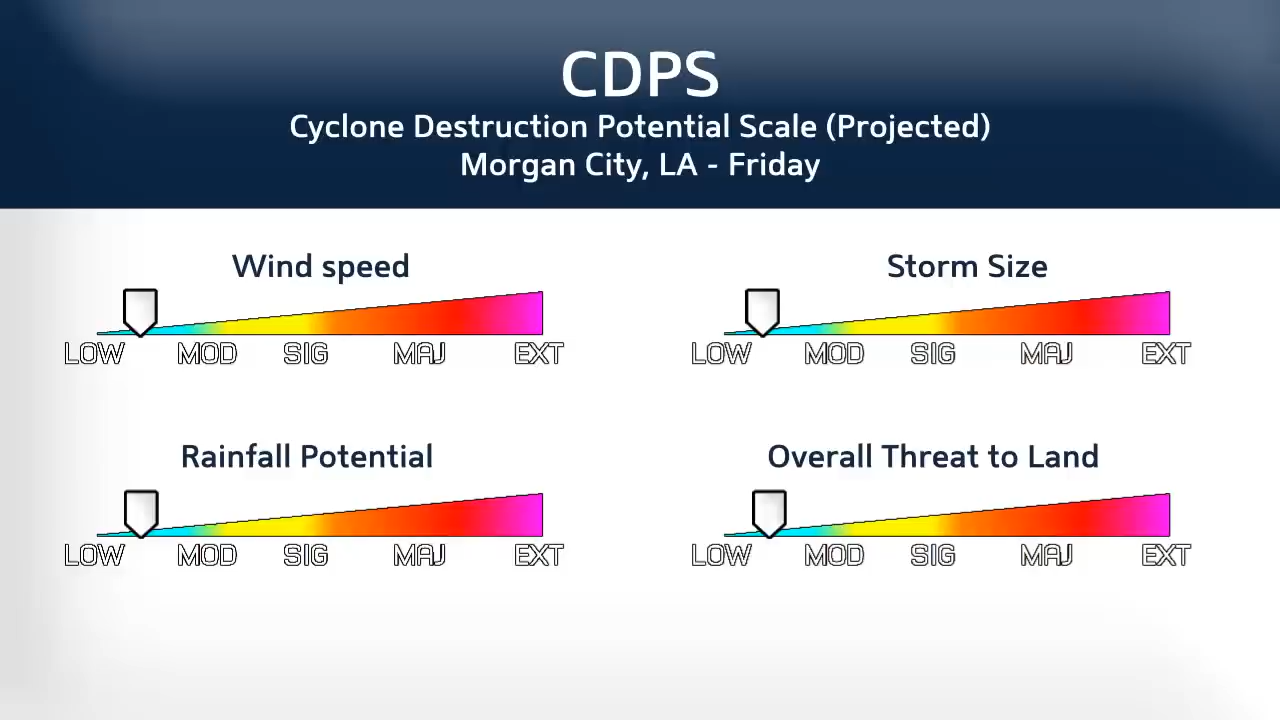 CDPS
Cyclone Destruction Potential Scale (Projected)
Morgan City, LA - Friday
Wind speed
LOW MOD SIG MAJ EXT
Storm Size
LOW MOD SIG MAJ EXT
Rainfall Potential
LOW MOD SIG MAJ EXT
Overall Threat to Land
LOW MOD SIG MAJ EXT